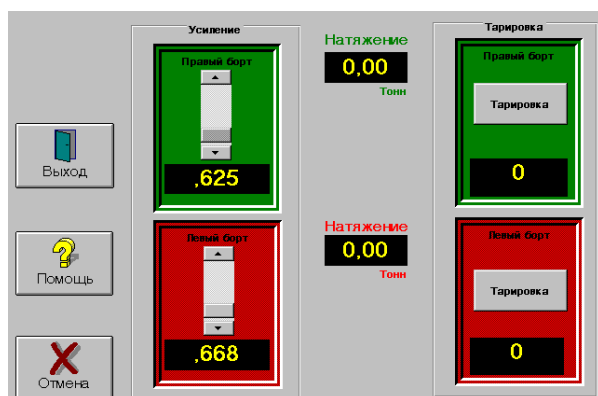 Усиление
Натяжение
Тарировка
Правый борт
0,00
Правый борт
Тонн
Тарировка
Выход
,625
0
Левый борт
Натяжение
Левый борт
0,00
Помощь
Тонн
Тарировка
,668
0
Отмена